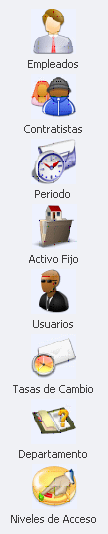 Empleados
Contratistas
Periodo
Activo Fijo
Usuarios
Tasas de Cambio
Departamento
Niveles de Acceso